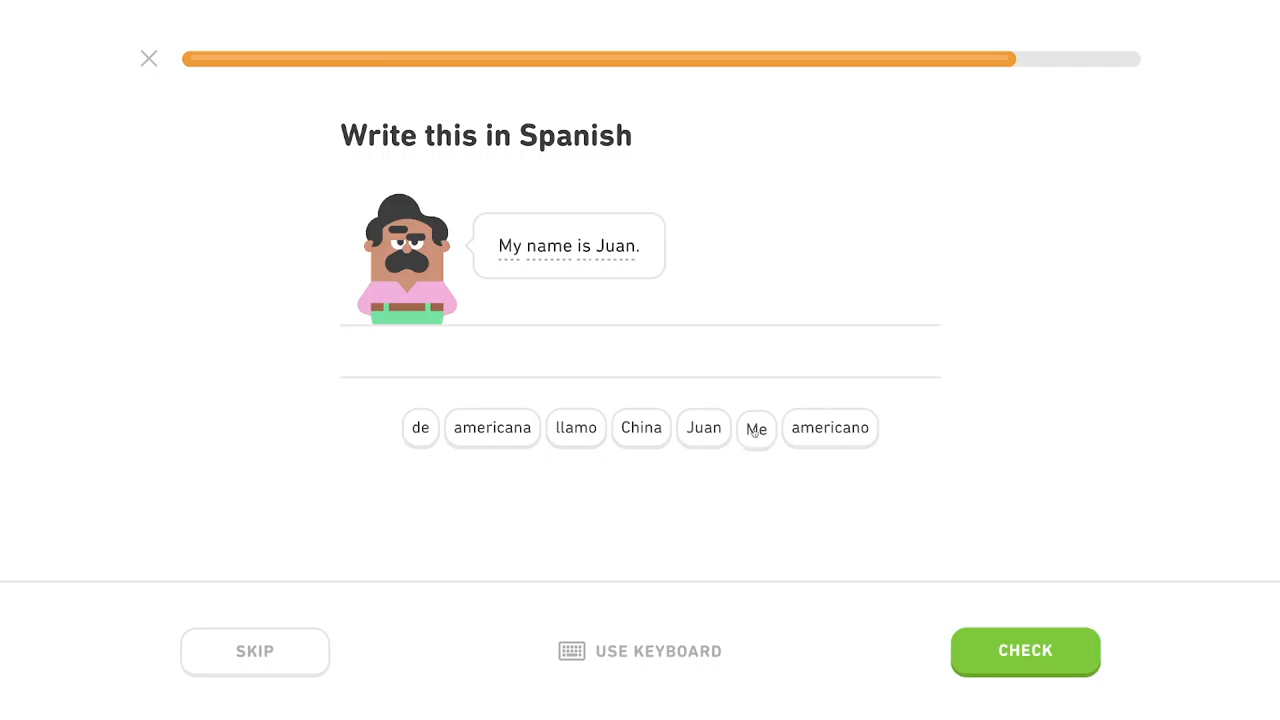 Write this in Spanish
My name is Juan.
de americana llamo China Juan Me americano
SKIP USE KEYBOARD CHECK